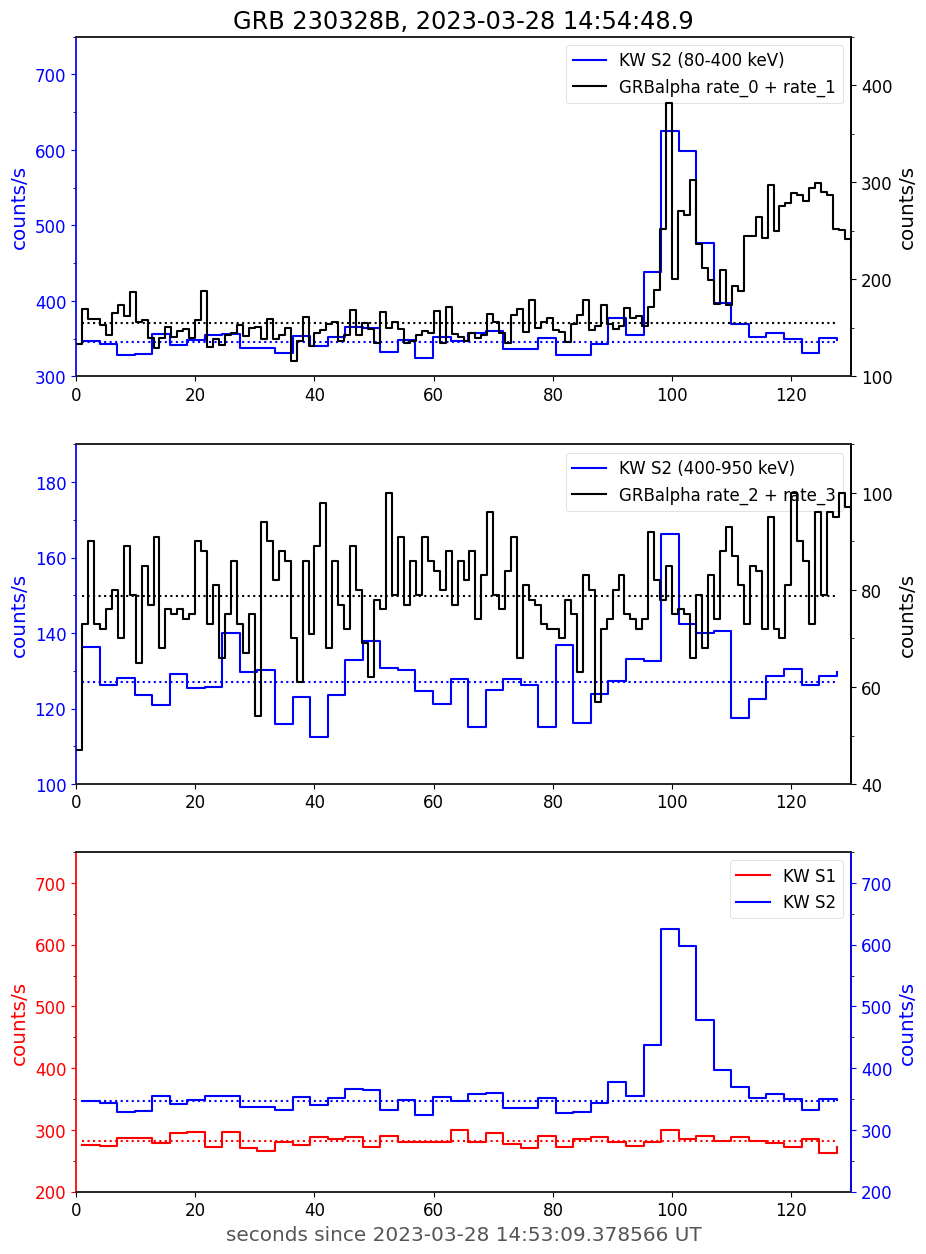 GRB 230328B, 2023-03-28 14:54:48.9
KW S2 (80-400 keV)
GRBalpha rate_0 + rate_1
700
600
500
400
300
counts/s
400
300
200
100
counts/s
0 20 40 60 80 100 120
KW S2 (400-950 keV)
GRBalpha rate_2 + rate_3
180
160
140
120
100
counts/s
100
80
60
40
counts/s
0 20 40 60 80 100 120
KW S1
KW S2
700
600
500
400
300
200
counts/s
700
600
500
400
300
200
counts/s
0 20 40 60 80 100 120
seconds since 2023-03-28 14:53:09.378566 UT